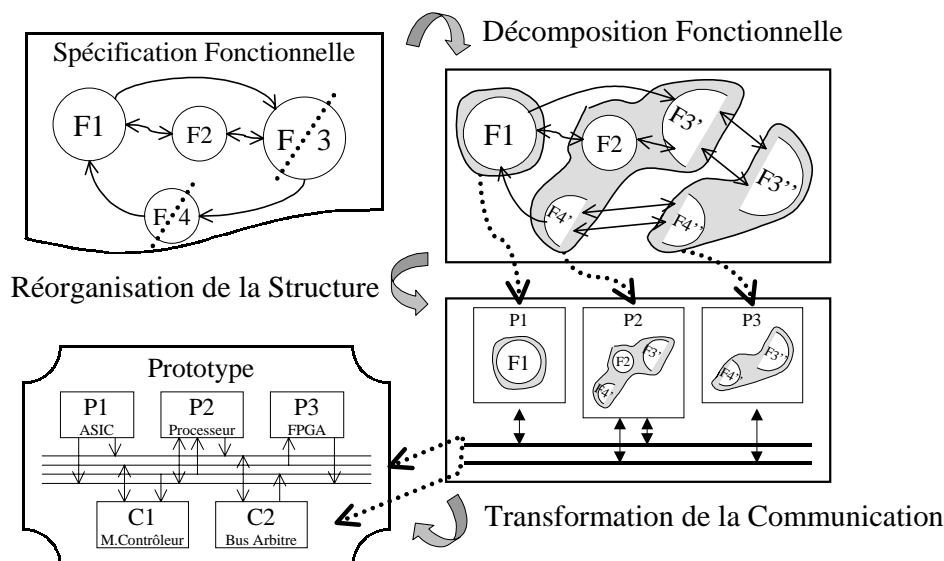 Spécification Fonctionnelle
F1
F2
F 3
F 4
Décomposition Fonctionnelle
F1
F2
F3'
F3''
F4'
F4''
Réorganisation de la Structure
P1
F1
P2
F2
F3'
F4'
P3
F3''
F4''
Prototype
P1
ASIC
P2
Processeur
P3
FPGA
C1
M.Contrôleur
C2
Bus Arbitre
Transformation de la Communication